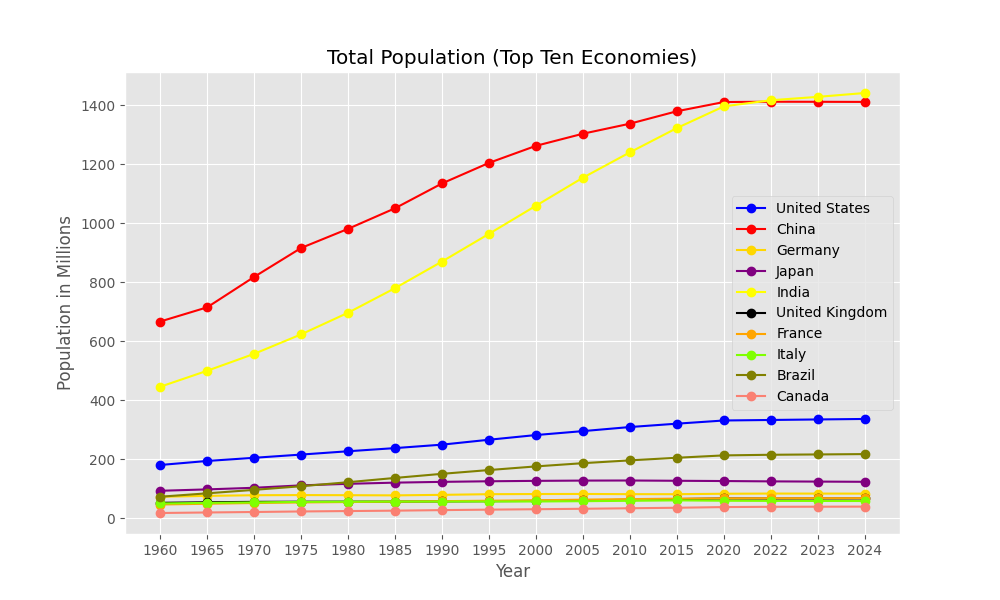 Total Population (Top Ten Economies)
1400
1200
1000
800
600
400
200
0
Population in Millions
United States
China
Germany
Japan
India
United Kingdom
France
Italy
Brazil
Canada
1960 1965 1970 1975 1980 1985 1990 1995 2000 2005 2010 2015 2020 2022 2023 2024
Year